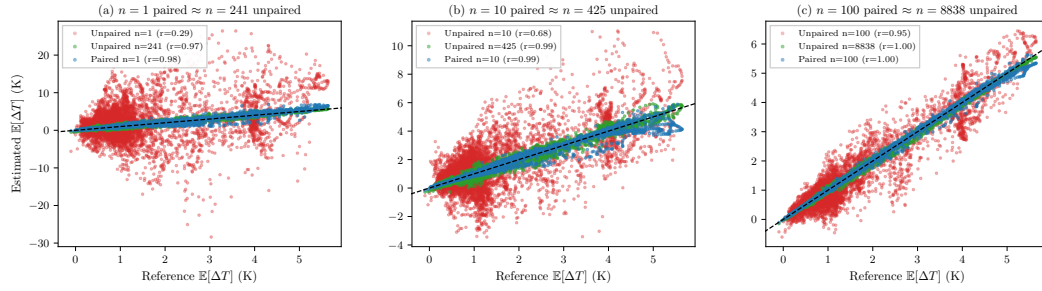 (a) n = 1 paired ≈ n = 241 unpaired
Unpaired n=1 (r=0.29)
Unpaired n=241 (r=0.97)
Paired n=1 (r=0.98)
Estimated 𝔼[ΔT] (K)
20
10
0
−10
−20
−30
0 1 2 3 4 5
Reference 𝔼[ΔT] (K)
(b) n = 10 paired ≈ n = 425 unpaired
Unpaired n=10 (r=0.68)
Unpaired n=425 (r=0.99)
Paired n=10 (r=0.99)
10
8
6
4
2
0
−2
−4
0 1 2 3 4 5
Reference 𝔼[ΔT] (K)
(c) n = 100 paired ≈ n = 8838 unpaired
Unpaired n=100 (r=0.95)
Unpaired n=8838 (r=1.00)
Paired n=100 (r=1.00)
6
5
4
3
2
1
0
0 1 2 3 4 5
Reference 𝔼[ΔT] (K)